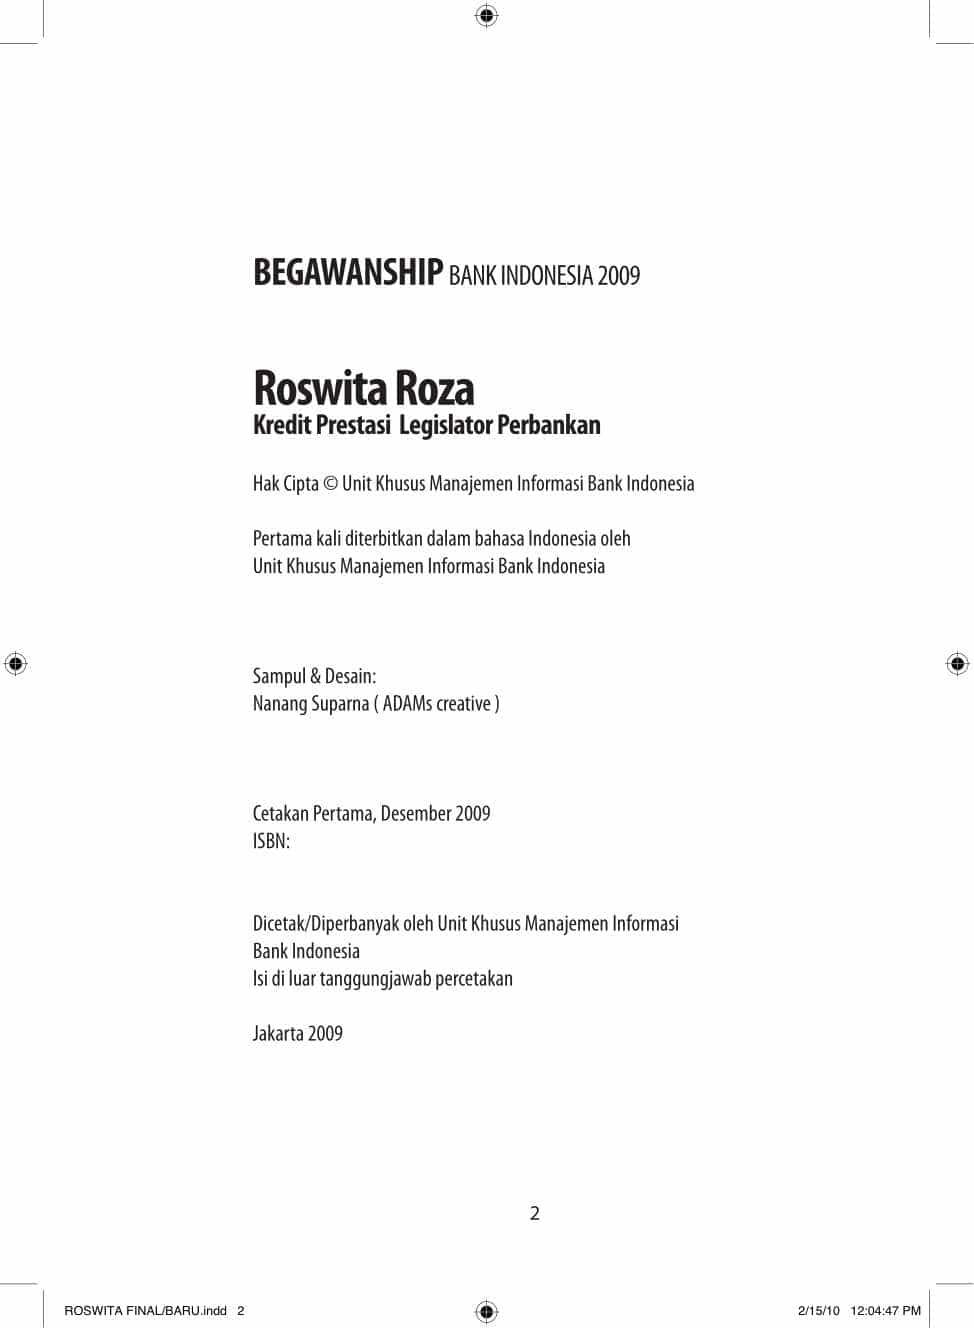 BEGAWANSHIP BANK INDONESIA 2009
Roswita Roza
Kredit Prestasi Legislator Perbankan
Hak Cipta © Unit Khusus Manajemen Informasi Bank Indonesia
Pertama kali diterbitkan dalam bahasa Indonesia oleh
Unit Khusus Manajemen Informasi Bank Indonesia
Sampul & Desain:
Nanang Suparna ( ADAMs creative )
Cetakan Pertama, Desember 2009
ISBN:
Dicetak/Diperbanyak oleh Unit Khusus Manajemen Informasi
Bank Indonesia
Isi di luar tanggungjawab percetakan
Jakarta 2009
2
ROSWITA FINAL/BARU.indd 2
2/15/10 12:04:47 PM